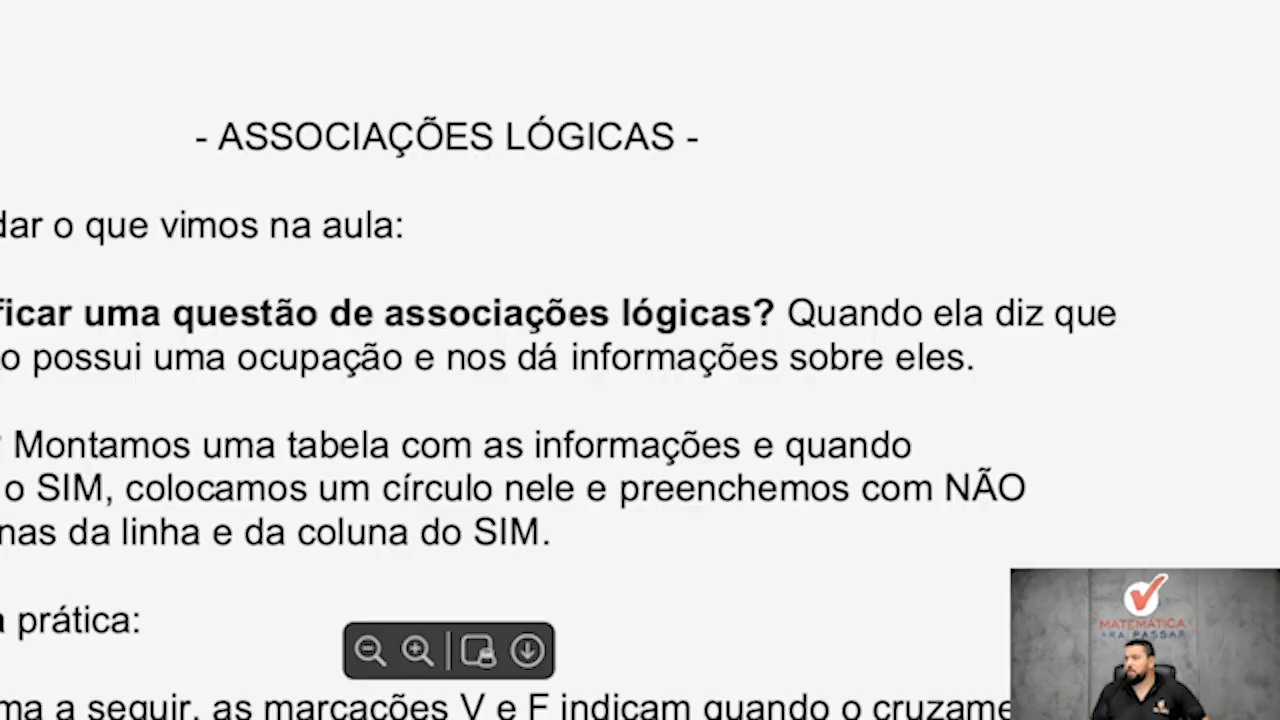 - ASSOCIAÇÕES LÓGICAS -
dar o que vimos na aula:
ficar uma questão de associações lógicas? Quando ela diz que
o possui uma ocupação e nos dá informações sobre eles.
Montamos uma tabela com as informações e quando
o SIM, colocamos um círculo nele e preenchemos com NÃO
nas da linha e da coluna do SIM.
a prática:
ma a seguir, as marcações V e F indicam quando o cruzame
MATEMÁTICA
PRA PASSAR